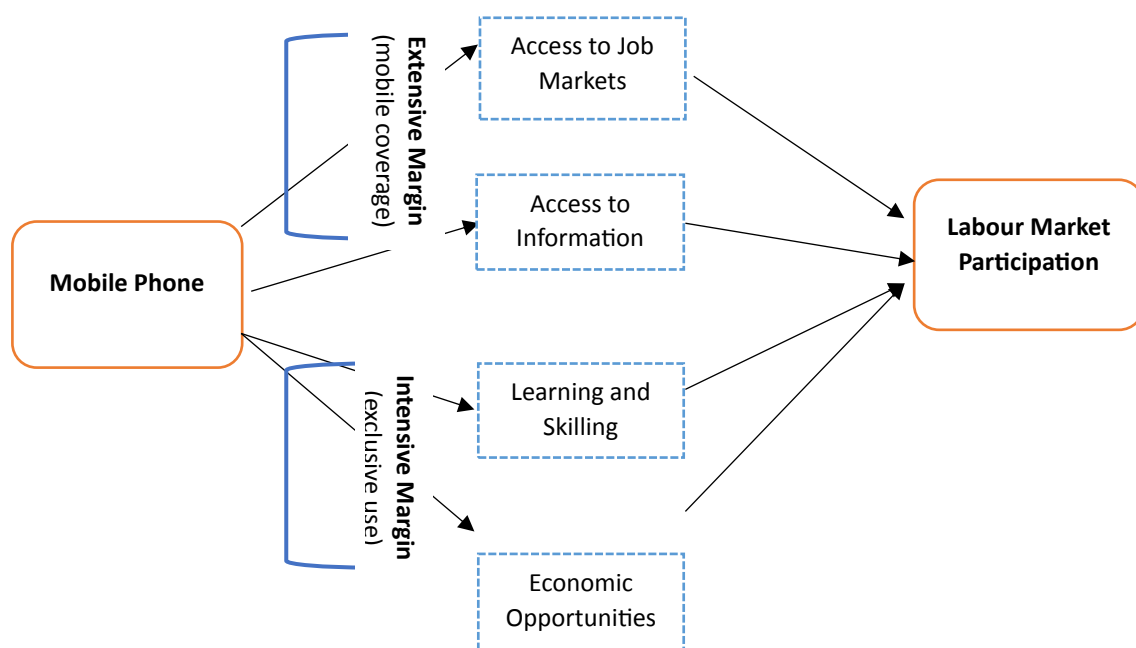 Mobile Phone
Extensive Margin
(mobile coverage)
Intensive Margin
(exclusive use)
Access to Job
Markets
Access to
Information
Learning and
Skilling
Economic
Opportunities
Labour Market
Participation